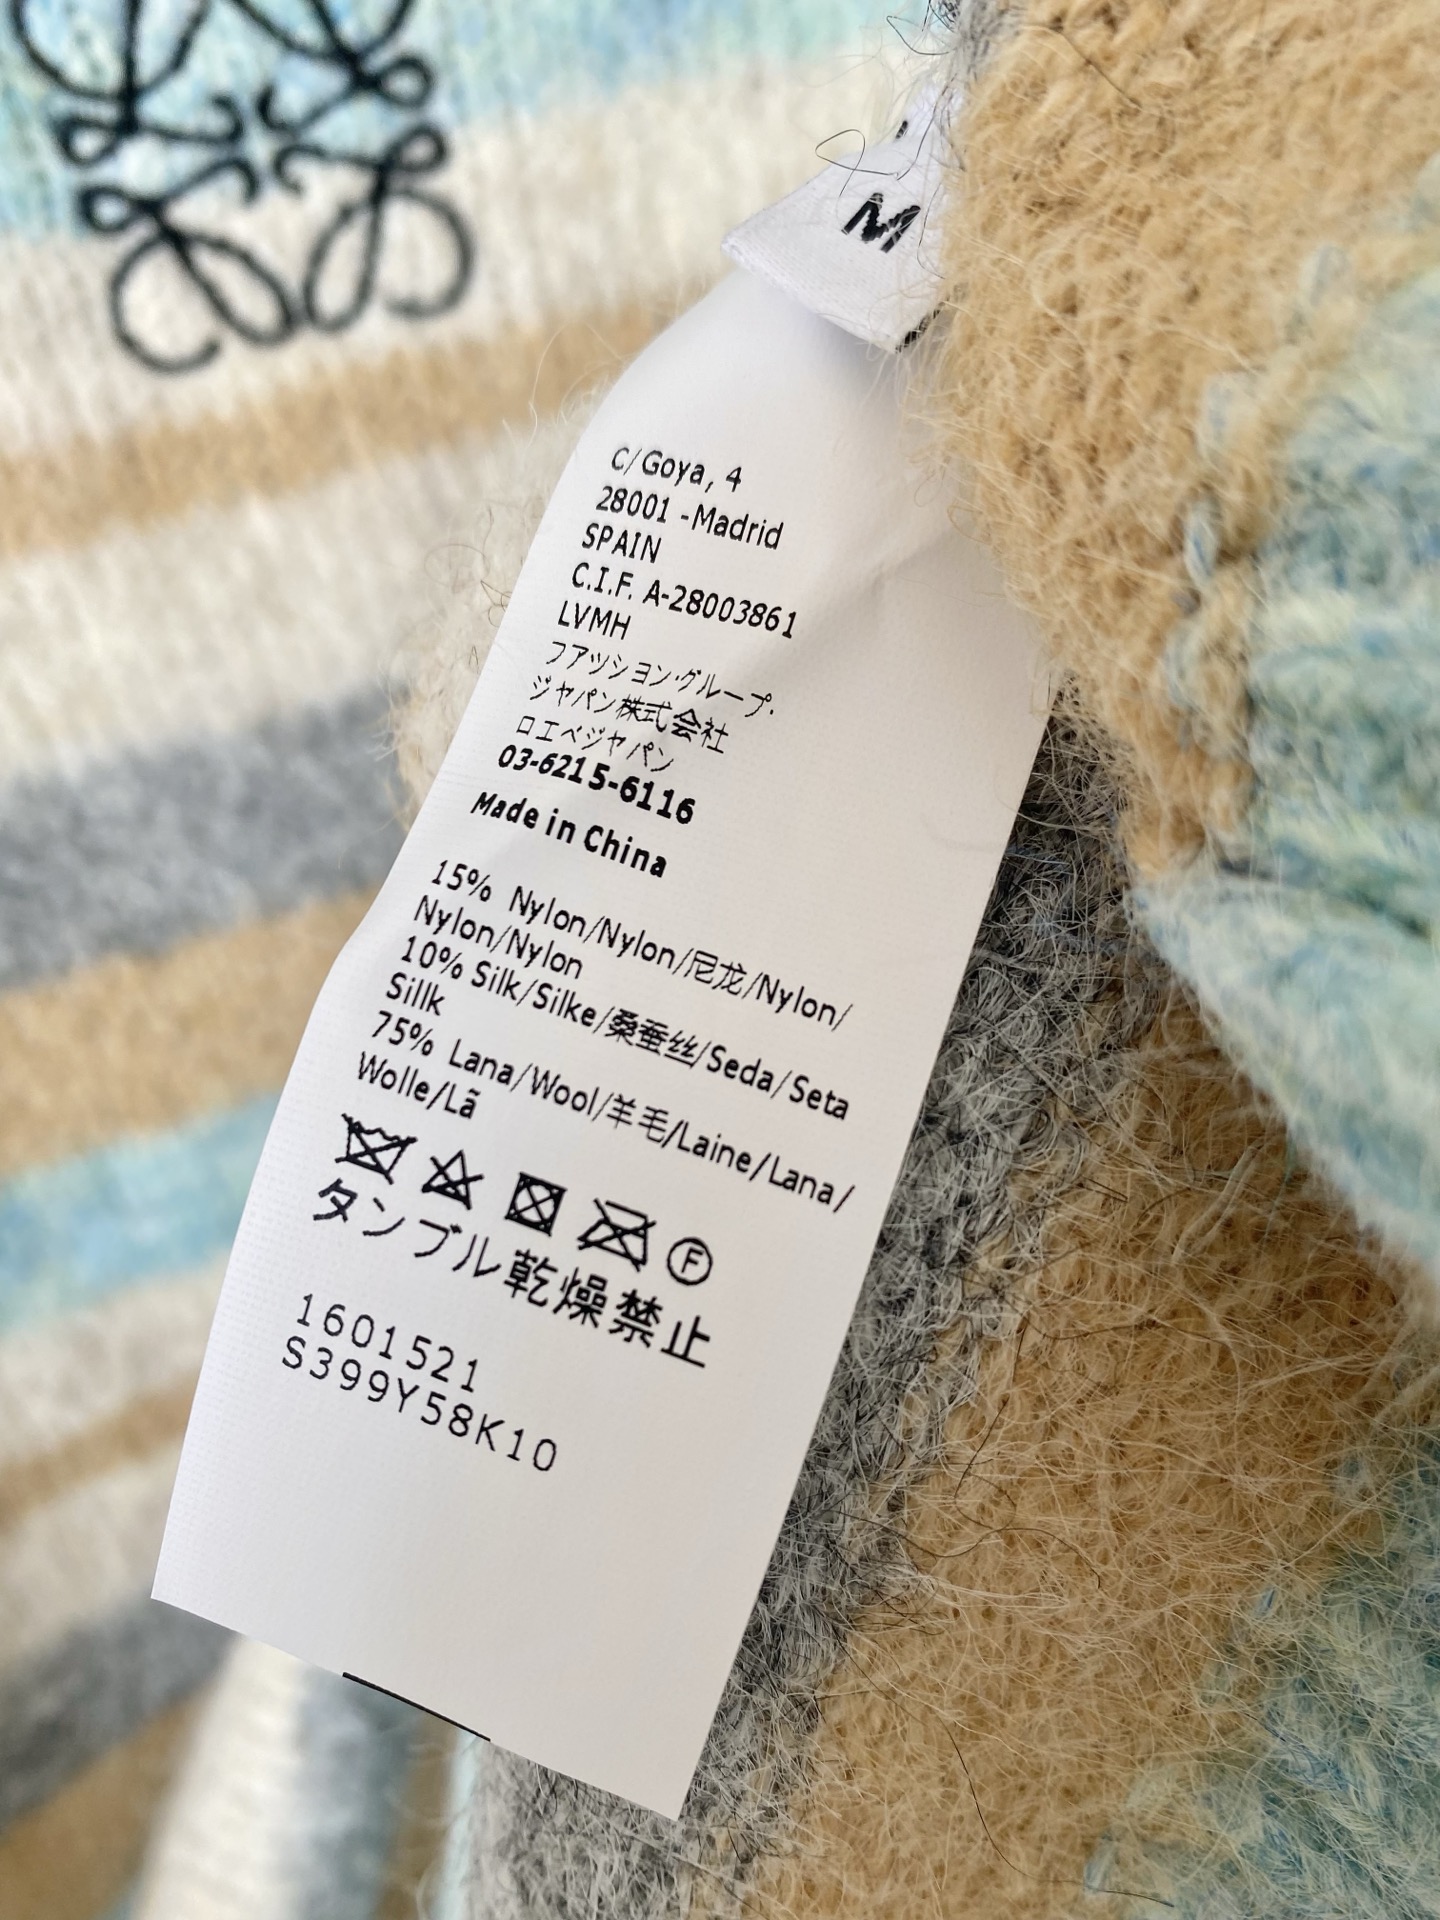 M
C/Goya, 4
28001 -Madrid
SPAIN
C.I.F. A-28003861
LVMH
フアッション・グループ・
ジャパン株式会社
ロエベジャパン
03-6215-6116
Made in China
15% Nylon/Nylon/尼龙/Nylon/
Nylon/Nylon
10% Silk/Silke/桑蚕丝/Seda/Seta
Sillk
75% Lana/Wool/羊毛/Laine/Lana/
Wolle/Lã
F
タンブル乾燥禁止
1601521
S399Y58K10